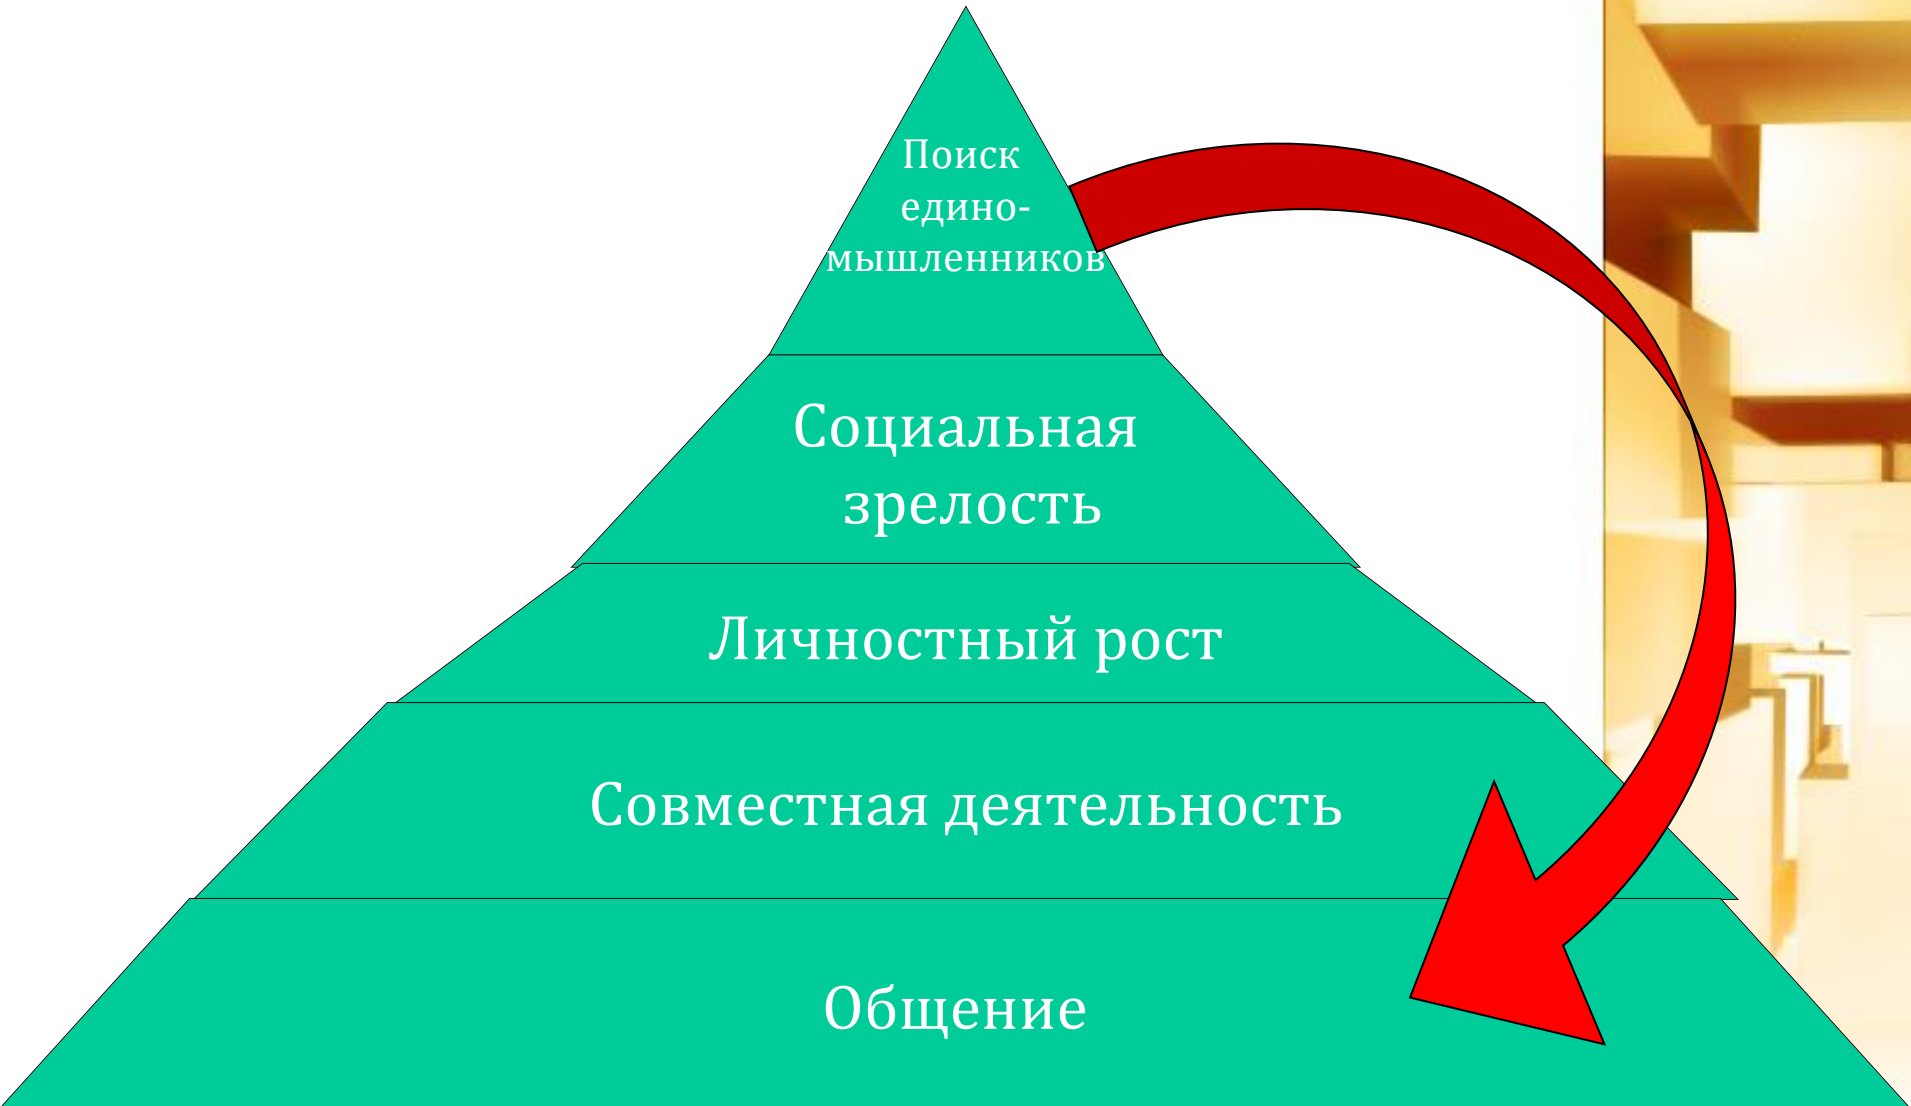 Поиск
едино-
мышленников
Социальная
зрелость
Личностный рост
Совместная деятельность
Общение